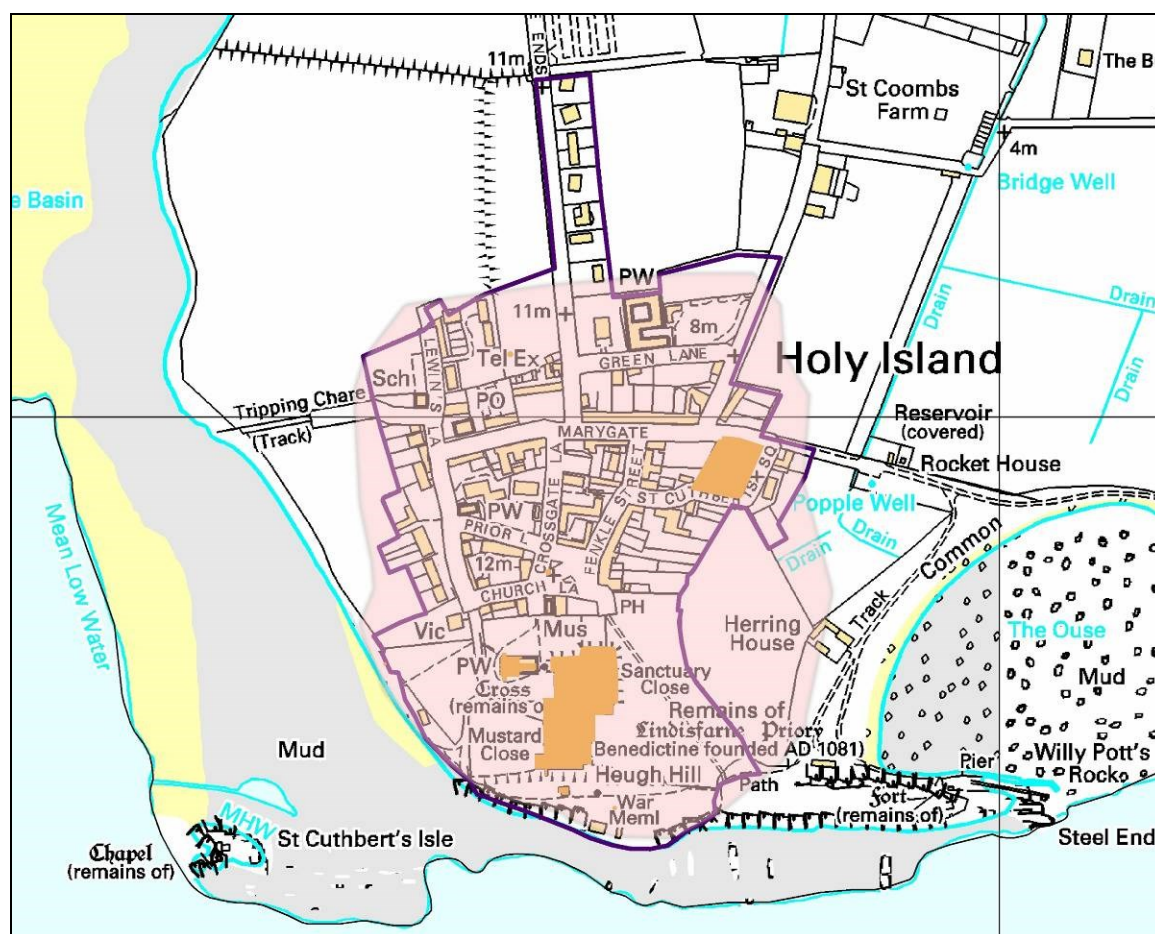 ENDS
11m
St Coombs
Farm
The B
4m
Bridge Well
e Basin
PW
11m
8m
Drain
Drain
Drain
LEWIN'S LA
Tel Ex
GREEN LANE
Holy Island
Sch
PO
Tripping Chare
(Track)
MARYGATE
Reservoir
(covered)
Rocket House
CROSSGATE LA
FENKLE STREET
ST CUTHBER
SQ
Popple Well
PW
PRIOR L
Drain
Drain
Common
12m
CHURCH LA
PH
Track
Mean Low Water
Vic
Mus
Herring
House
The Ouse
PW
Cross
(remains o
Sanctuary
Close
Mud
Remains of
Lindisfarne Priory
Benedictine founded AD 1081)
Mustard
Close
Mud
Willy Pott's
Rock
Pier
Heugh Hill
Path
Fort
(remains of)
War
Meml
Steel End
MHW
St Cuthbert's Isle
Chapel
(remains of)